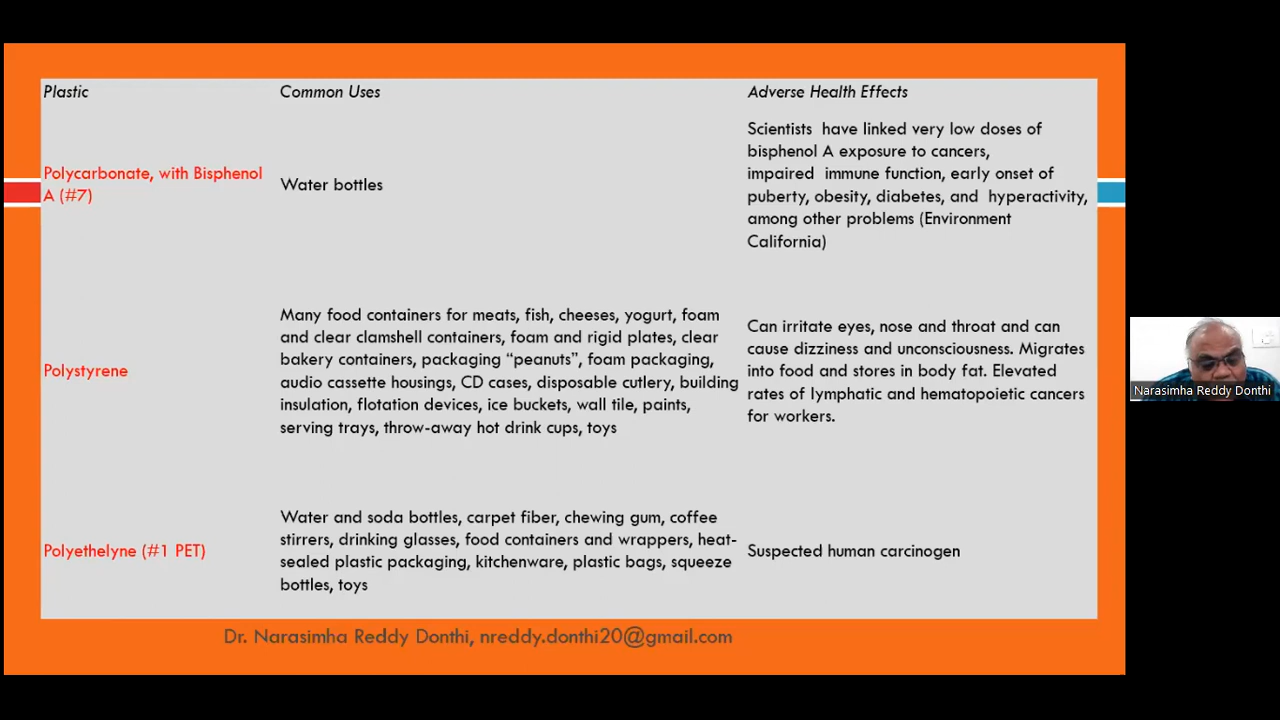 Plastic Common Uses Adverse Health Effects
Polycarbonate, with Bisphenol
A (#7)
Water bottles
Scientists have linked very low doses of
bisphenol A exposure to cancers,
impaired immune function, early onset of
puberty, obesity, diabetes, and hyperactivity,
among other problems (Environment
California)
Polystyrene
Many food containers for meats, fish, cheeses, yogurt, foam
and clear clamshell containers, foam and rigid plates, clear
bakery containers, packaging “peanuts”, foam packaging,
audio cassette housings, CD cases, disposable cutlery, building
insulation, flotation devices, ice buckets, wall tile, paints,
serving trays, throw-away hot drink cups, toys
Can irritate eyes, nose and throat and can
cause dizziness and unconsciousness. Migrates
into food and stores in body fat. Elevated
rates of lymphatic and hematopoietic cancers
for workers.
Polyethelyne (#1 PET)
Water and soda bottles, carpet fiber, chewing gum, coffee
stirrers, drinking glasses, food containers and wrappers, heat-
sealed plastic packaging, kitchenware, plastic bags, squeeze
bottles, toys
Suspected human carcinogen
Dr. Narasimha Reddy Donthi, nreddy.donthi20@gmail.com
Narasimha Reddy Donthi